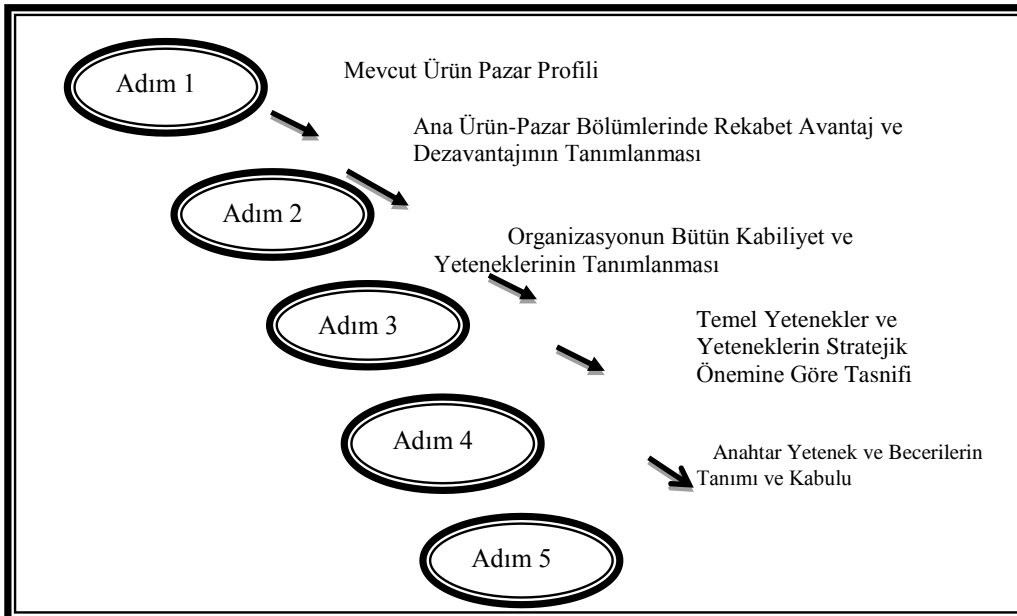 Adım 1
Mevcut Ürün Pazar Profili
Ana Ürün-Pazar Bölümlerinde Rekabet Avantaj ve
Dezavantajının Tanımlanması
Adım 2
Organizasyonun Bütün Kabiliyet ve
Yeteneklerinin Tanımlanması
Adım 3
Temel Yetenekler ve
Yeteneklerin Stratejik
Önemine Göre Tasnifi
Adım 4
Anahtar Yetenek ve Becerilerin
Tanımı ve Kabulu
Adım 5